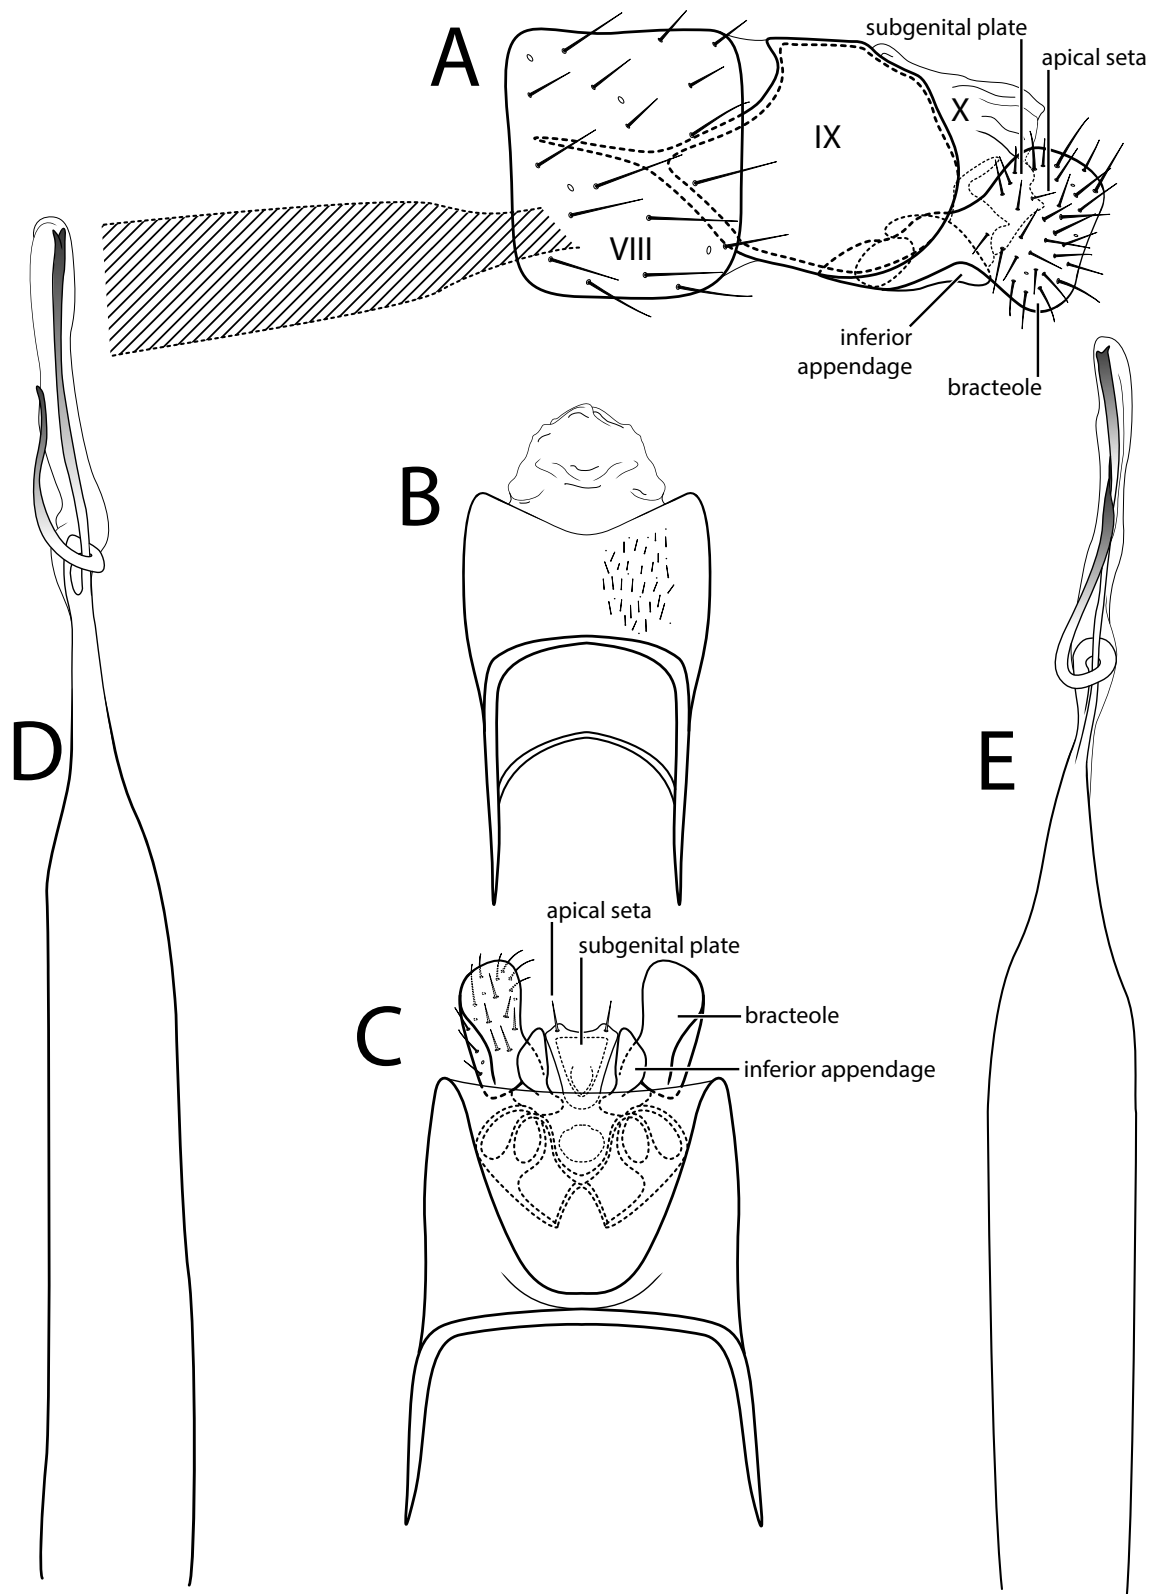 A
subgenital plate
apical seta
X
IX
VIII
inferior
appendage
bracteole
B
D
E
apical seta
subgenital plate
C
bracteole
inferior appendage